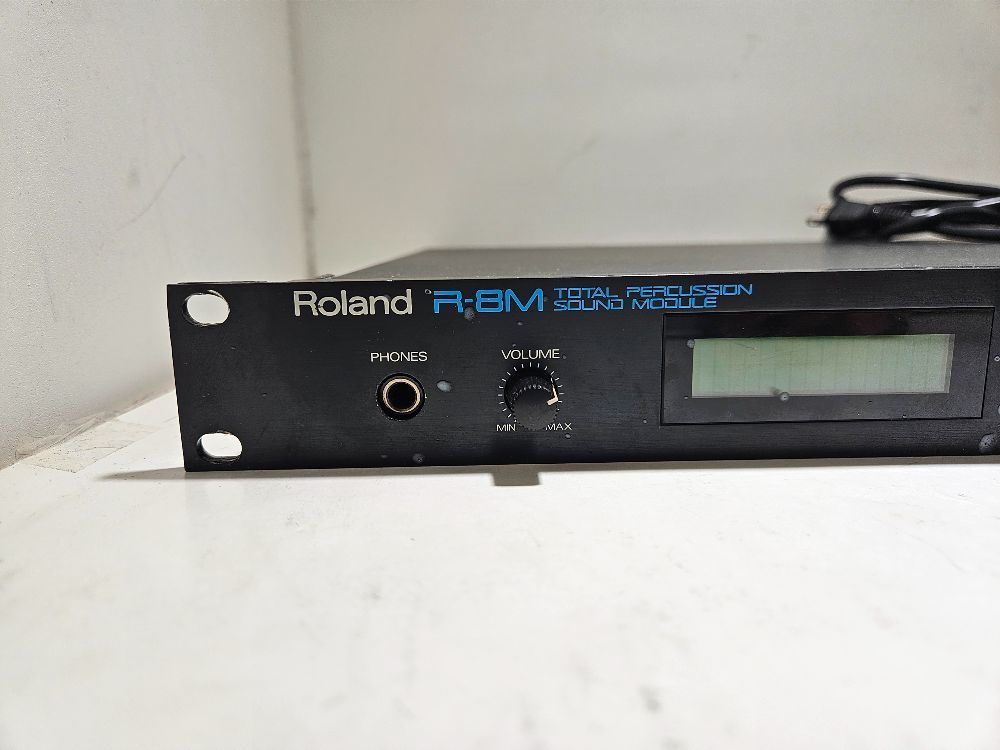 Roland R-8M TOTAL PERCUSSION
SOUND MODULE
PHONES
VOLUME
MIN MAX